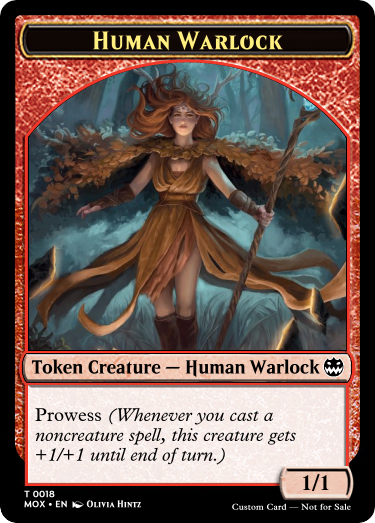 Human Warlock
Token Creature — Human Warlock
Prowess (Whenever you cast a
noncreature spell, this creature gets
+1/+1 until end of turn.)
1/1
T 0018
MOX • EN Olivia Hintz
Custom Card — Not for Sale